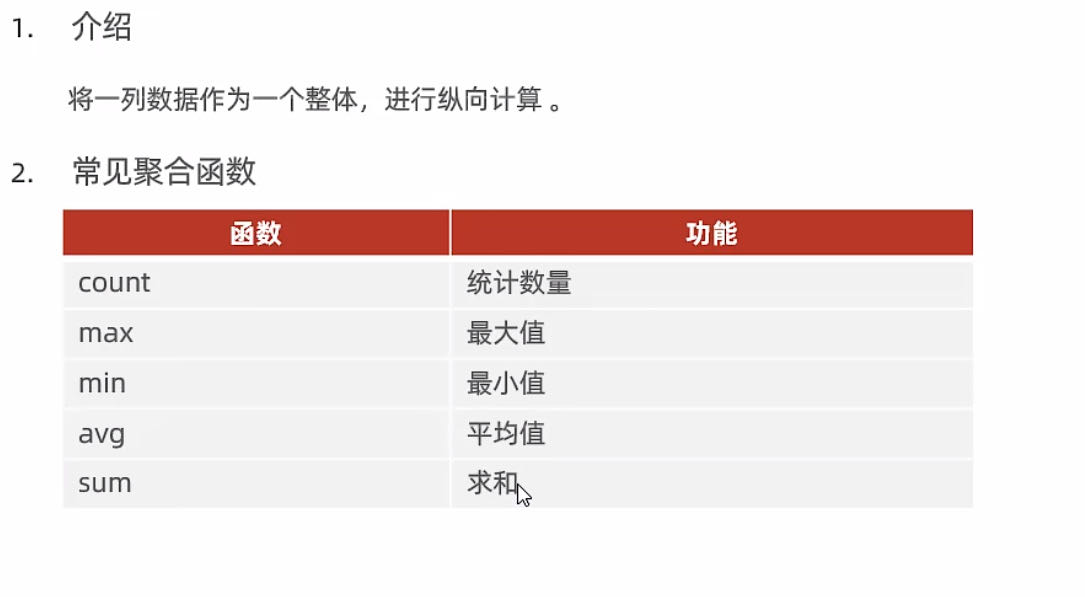 1. 介绍
将一列数据作为一个整体，进行纵向计算 。
2. 常见聚合函数
函数 功能
count 统计数量
max 最大值
min 最小值
avg 平均值
sum 求和